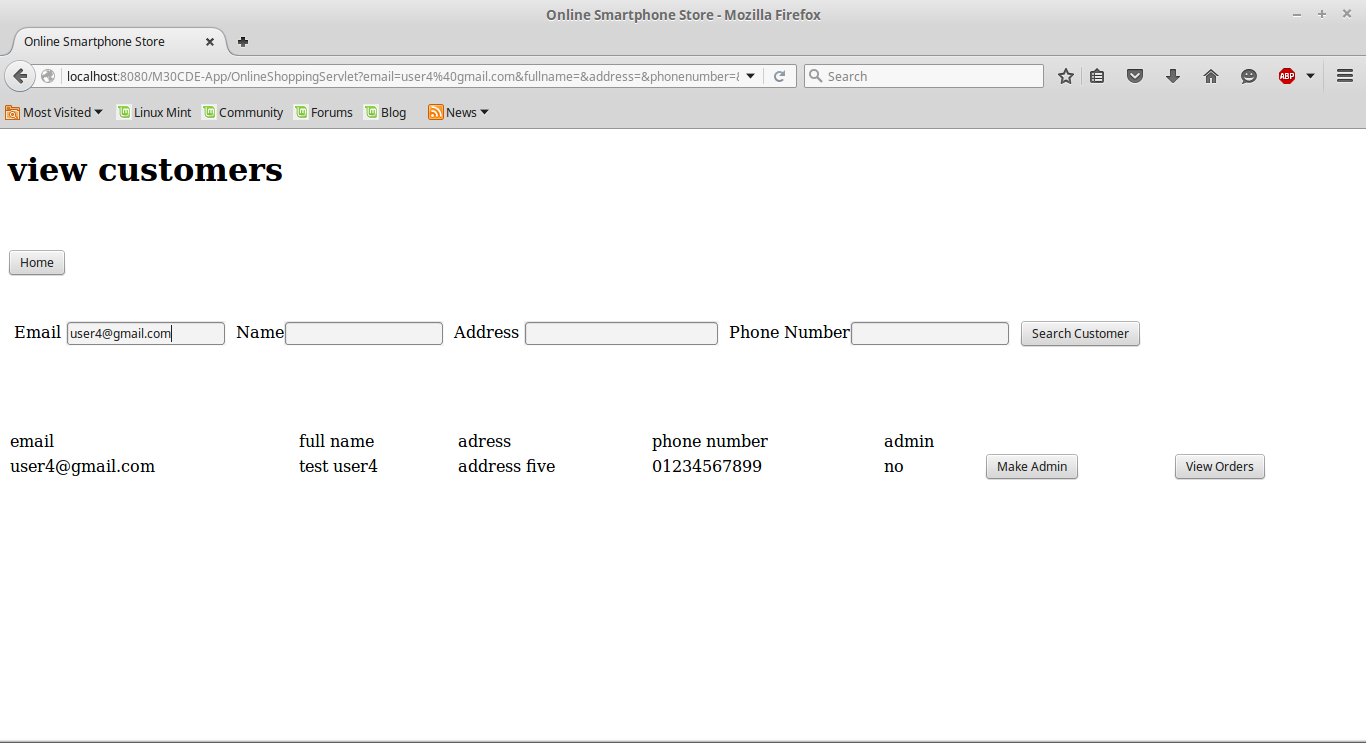 Online Smartphone Store - Mozilla Firefox
Online Smartphone Store
localhost:8080/M30CDE-App/OnlineShoppingServlet?email=user4%40gmail.com&fullname=&address=&phonenumber=& Search ABP
Most Visited Linux Mint Community Forums Blog News
view customers
Home
Email user4@gmail.com Name Address Phone Number Search Customer
email full name adress phone number admin
user4@gmail.com test user4 address five 01234567899 no Make Admin View Orders